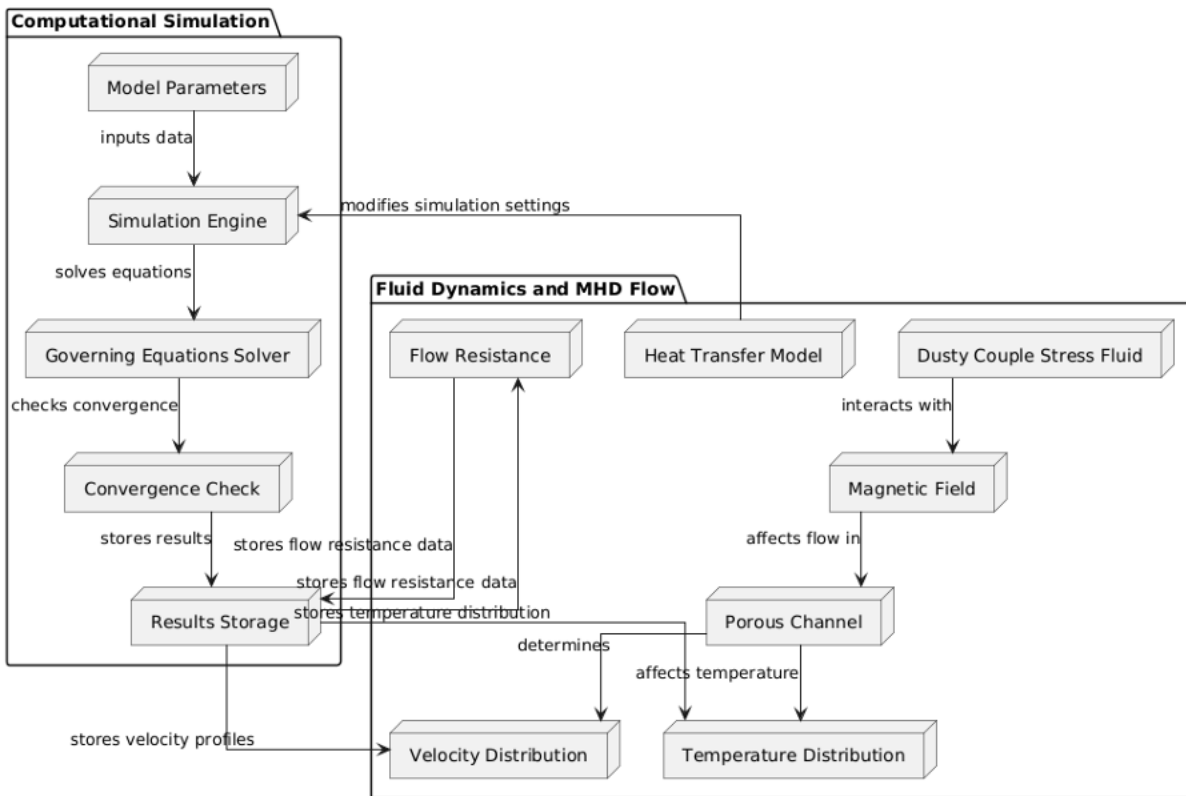 Computational Simulation
Model Parameters
inputs data
Simulation Engine
modifies simulation settings
solves equations
Fluid Dynamics and MHD Flow
Governing Equations Solver
Flow Resistance
Heat Transfer Model
Dusty Couple Stress Fluid
checks convergence
interacts with
Convergence Check
Magnetic Field
stores results
stores flow resistance data
affects flow in
stores flow resistance data
stores temperature distribution
Results Storage
Porous Channel
determines
affects temperature
stores velocity profiles
Velocity Distribution
Temperature Distribution